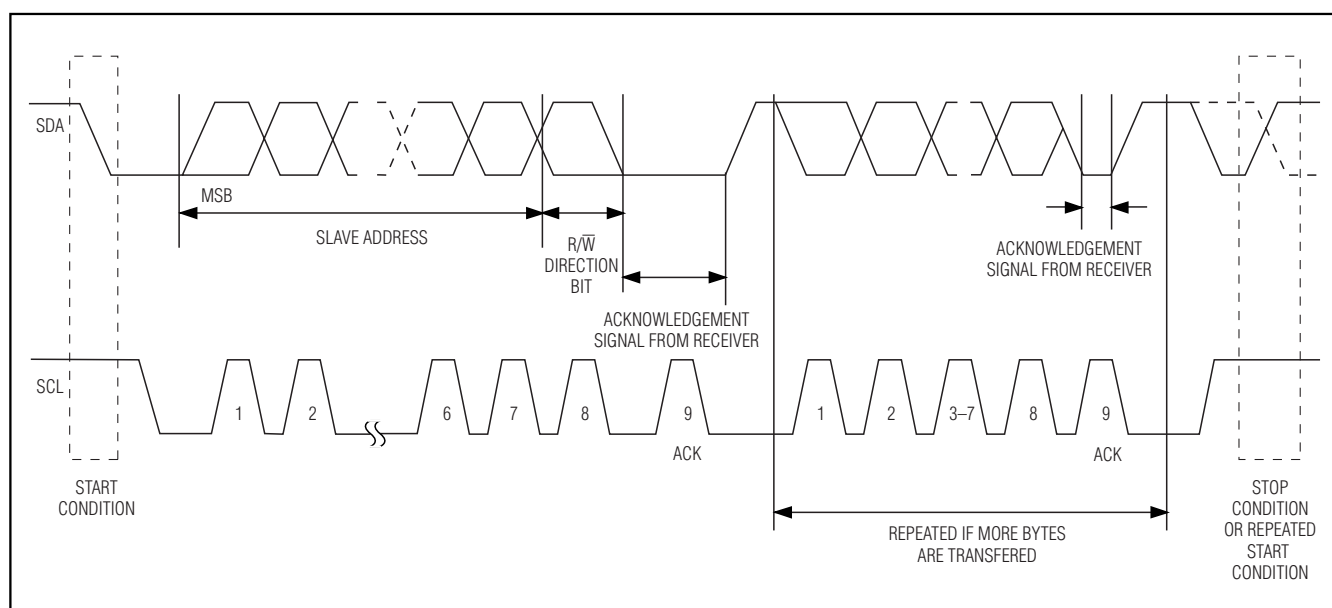 SDA
MSB
SLAVE ADDRESS
R/W̅
DIRECTION
BIT
ACKNOWLEDGEMENT
SIGNAL FROM RECEIVER
ACKNOWLEDGEMENT
SIGNAL FROM RECEIVER
SCL
1
2
6
7
8
9
ACK
1
2
3–7
8
9
ACK
START
CONDITION
REPEATED IF MORE BYTES
ARE TRANSFERED
STOP
CONDITION
OR REPEATED
START
CONDITION